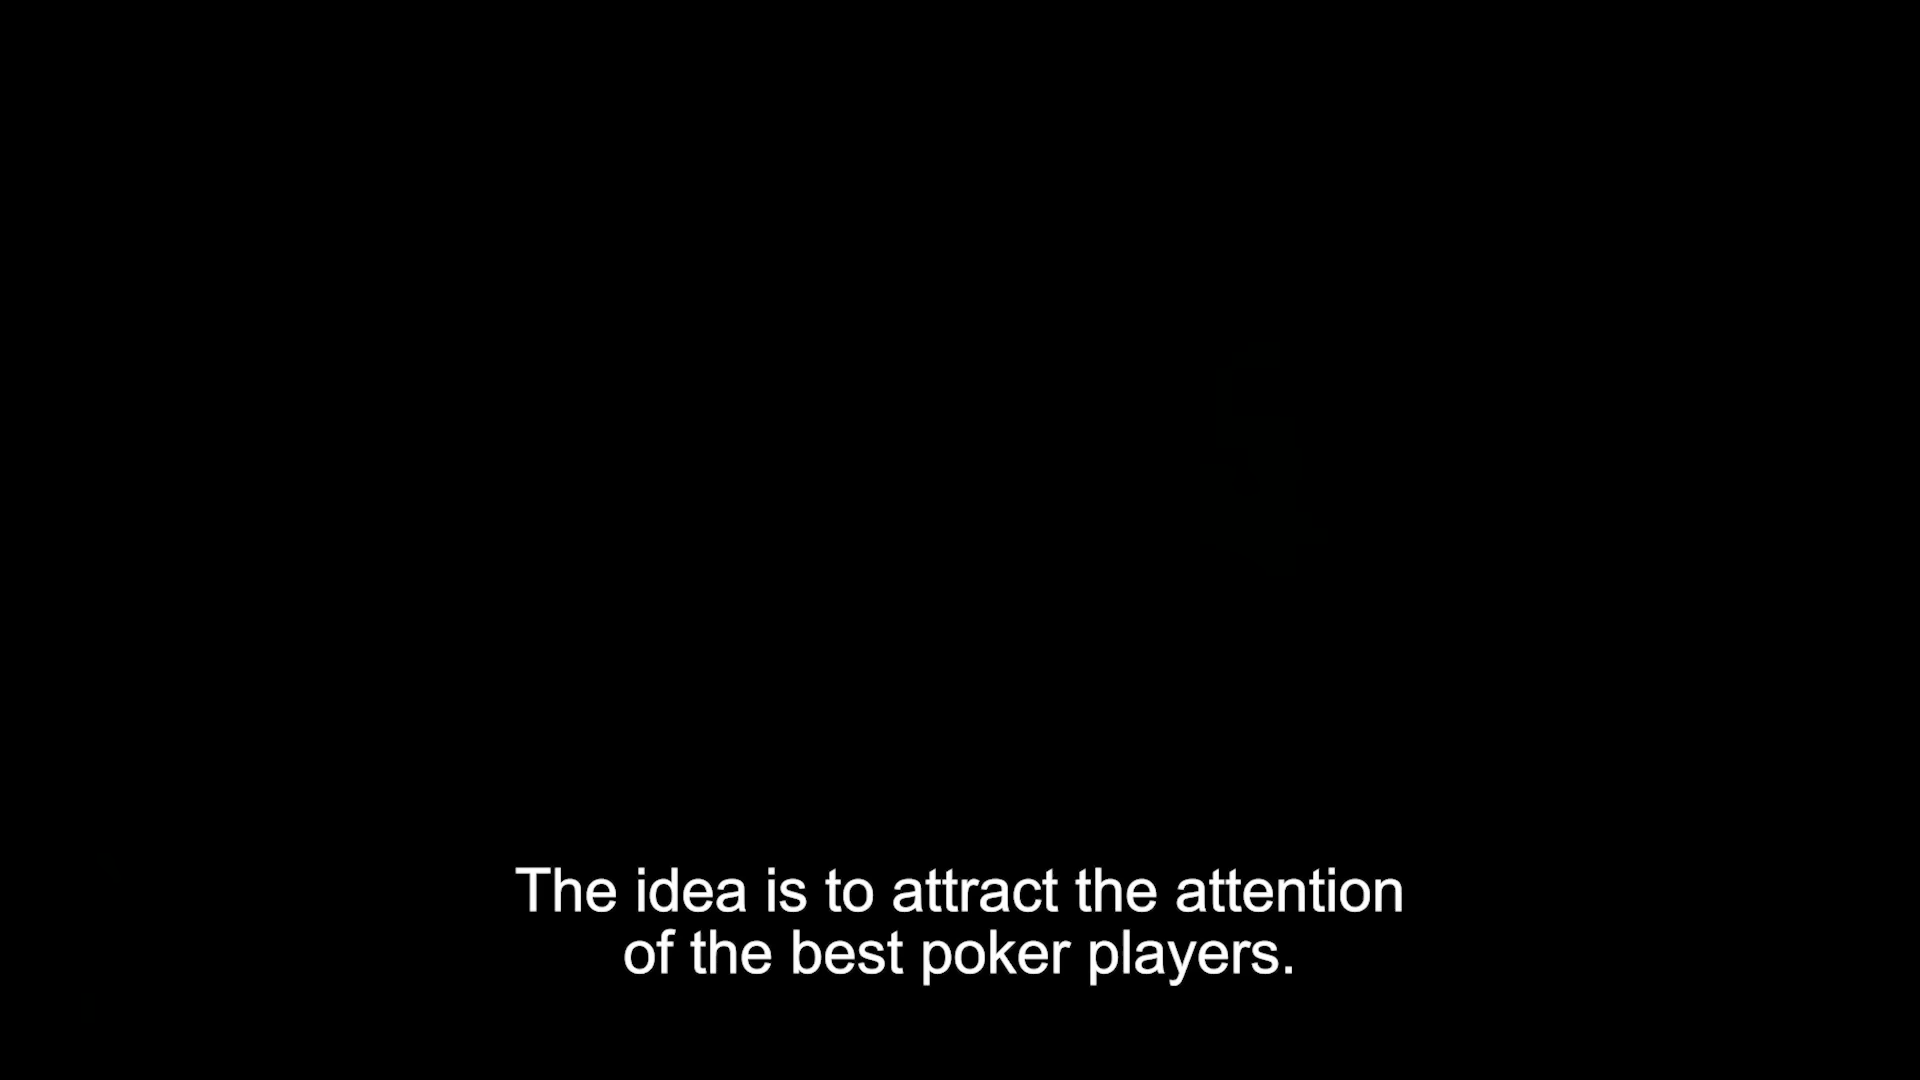 The idea is to attract the attention
of the best poker players.